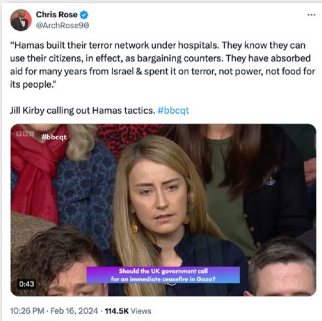 Chris Rose
@ArchRose90
“Hamas built their terror network under hospitals. They know they can
use their citizens, in effect, as bargaining counters. They have absorbed
aid for many years from Israel & spent it on terror, not power, not food for
its people.”
Jill Kirby calling out Hamas tactics. #bbcqt
BBC #bbcqt
Should the UK government call
for an immediate ceasefire in Gaza?
0:43
10:26 PM · Feb 16, 2024 · 114.5K Views